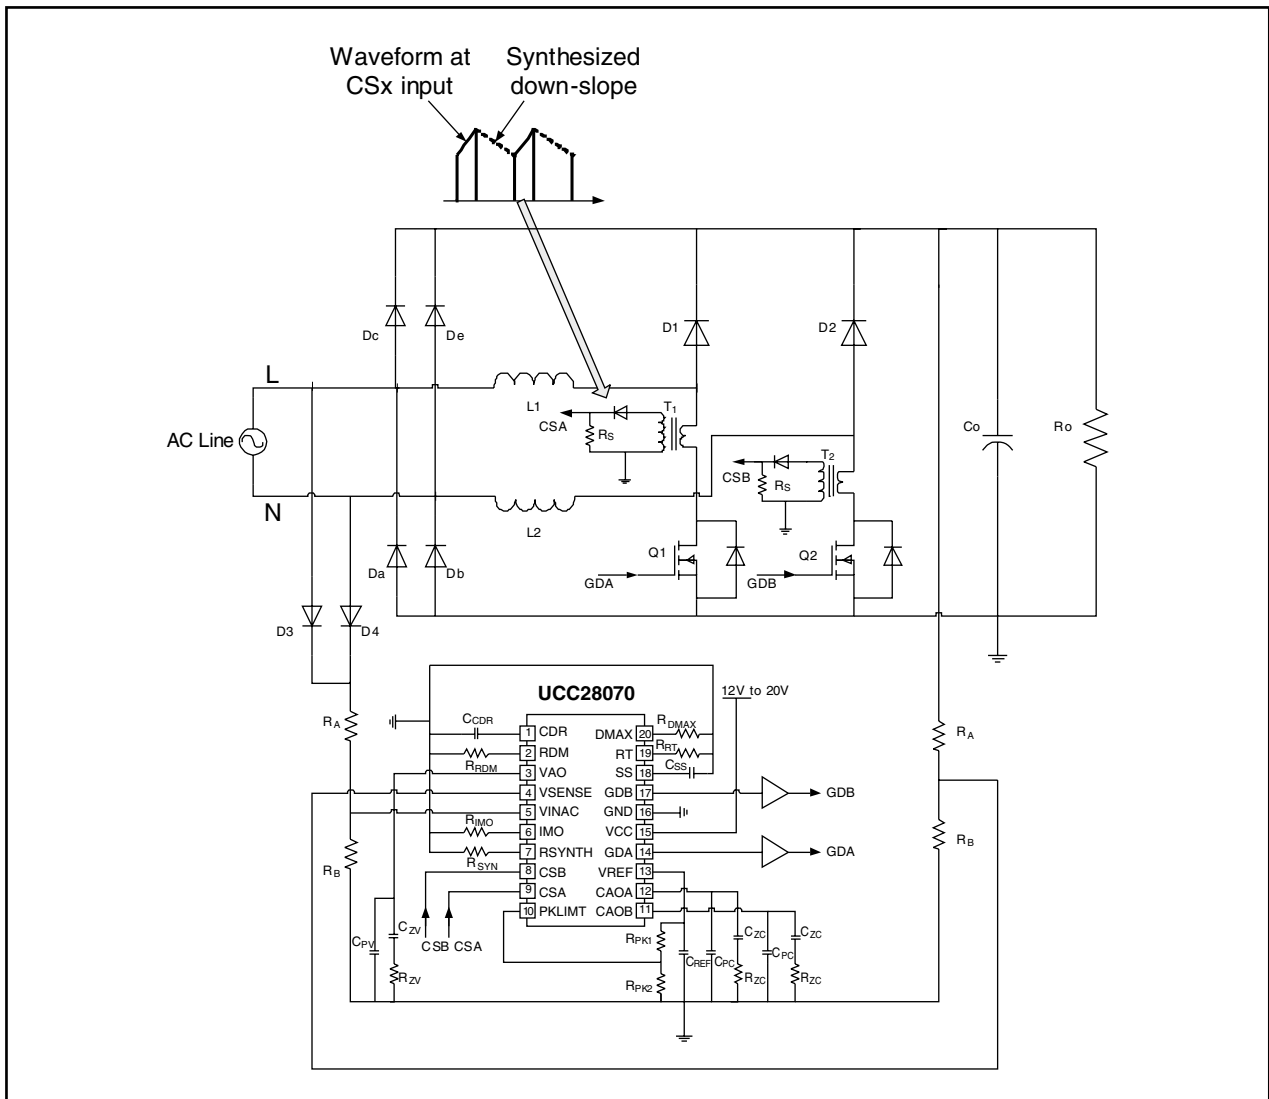 Waveform at
CSx input
Synthesized
down-slope
Dc
De
D1
D2
L
L1
T1
CSA
RS
AC Line
Co
Ro
T2
CSB
RS
N
L2
Q1
Q2
Da
Db
GDA
GDB
D3
D4
UCC28070
12V to 20V
RA
CCDR
1 CDR
DMAX 20
RDMAX
RA
2 RDM
RT 19
RRT
RRDM
3 VAO
SS 18
CSS
4 VSENSE
GDB 17
GDB
5 VINAC
GND 16
RIMO
6 IMO
VCC 15
RB
RB
7 RSYNTH
GDA 14
GDA
RSYN
8 CSB
VREF 13
9 CSA
CAOA 12
10 PKLIMT
CAOB 11
CPV
CZV
CSB CSA
RPK1
CREF
CPC
CZC
CPC
CZC
RZV
RPK2
RZC
RZC